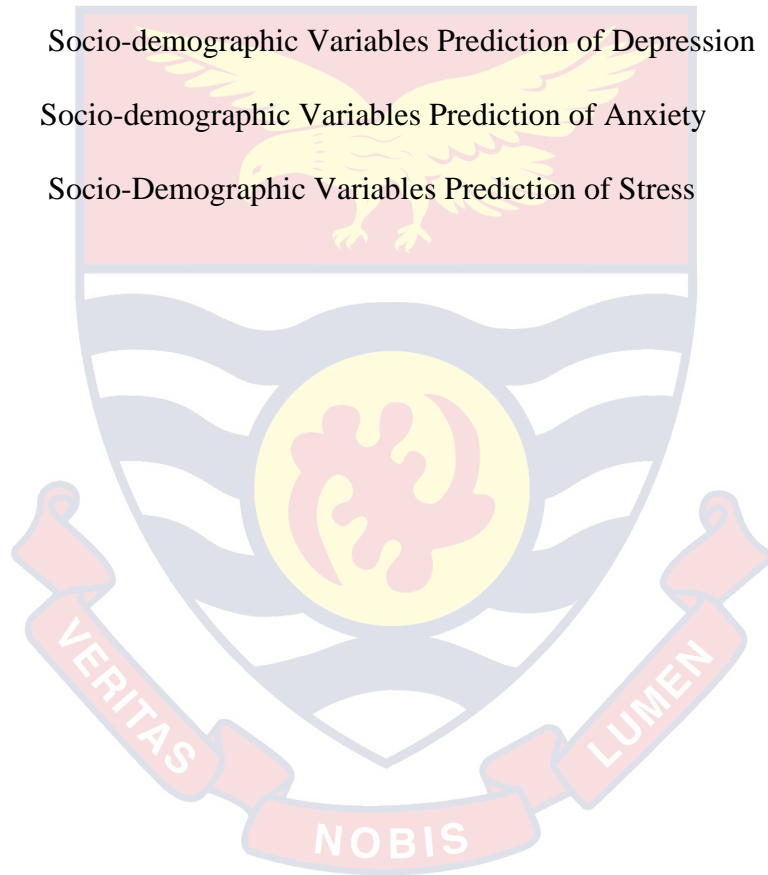 Socio-demographic Variables Prediction of Depression
Socio-demographic Variables Prediction of Anxiety
Socio-Demographic Variables Prediction of Stress
VERITAS
NOBIS
LUMEN